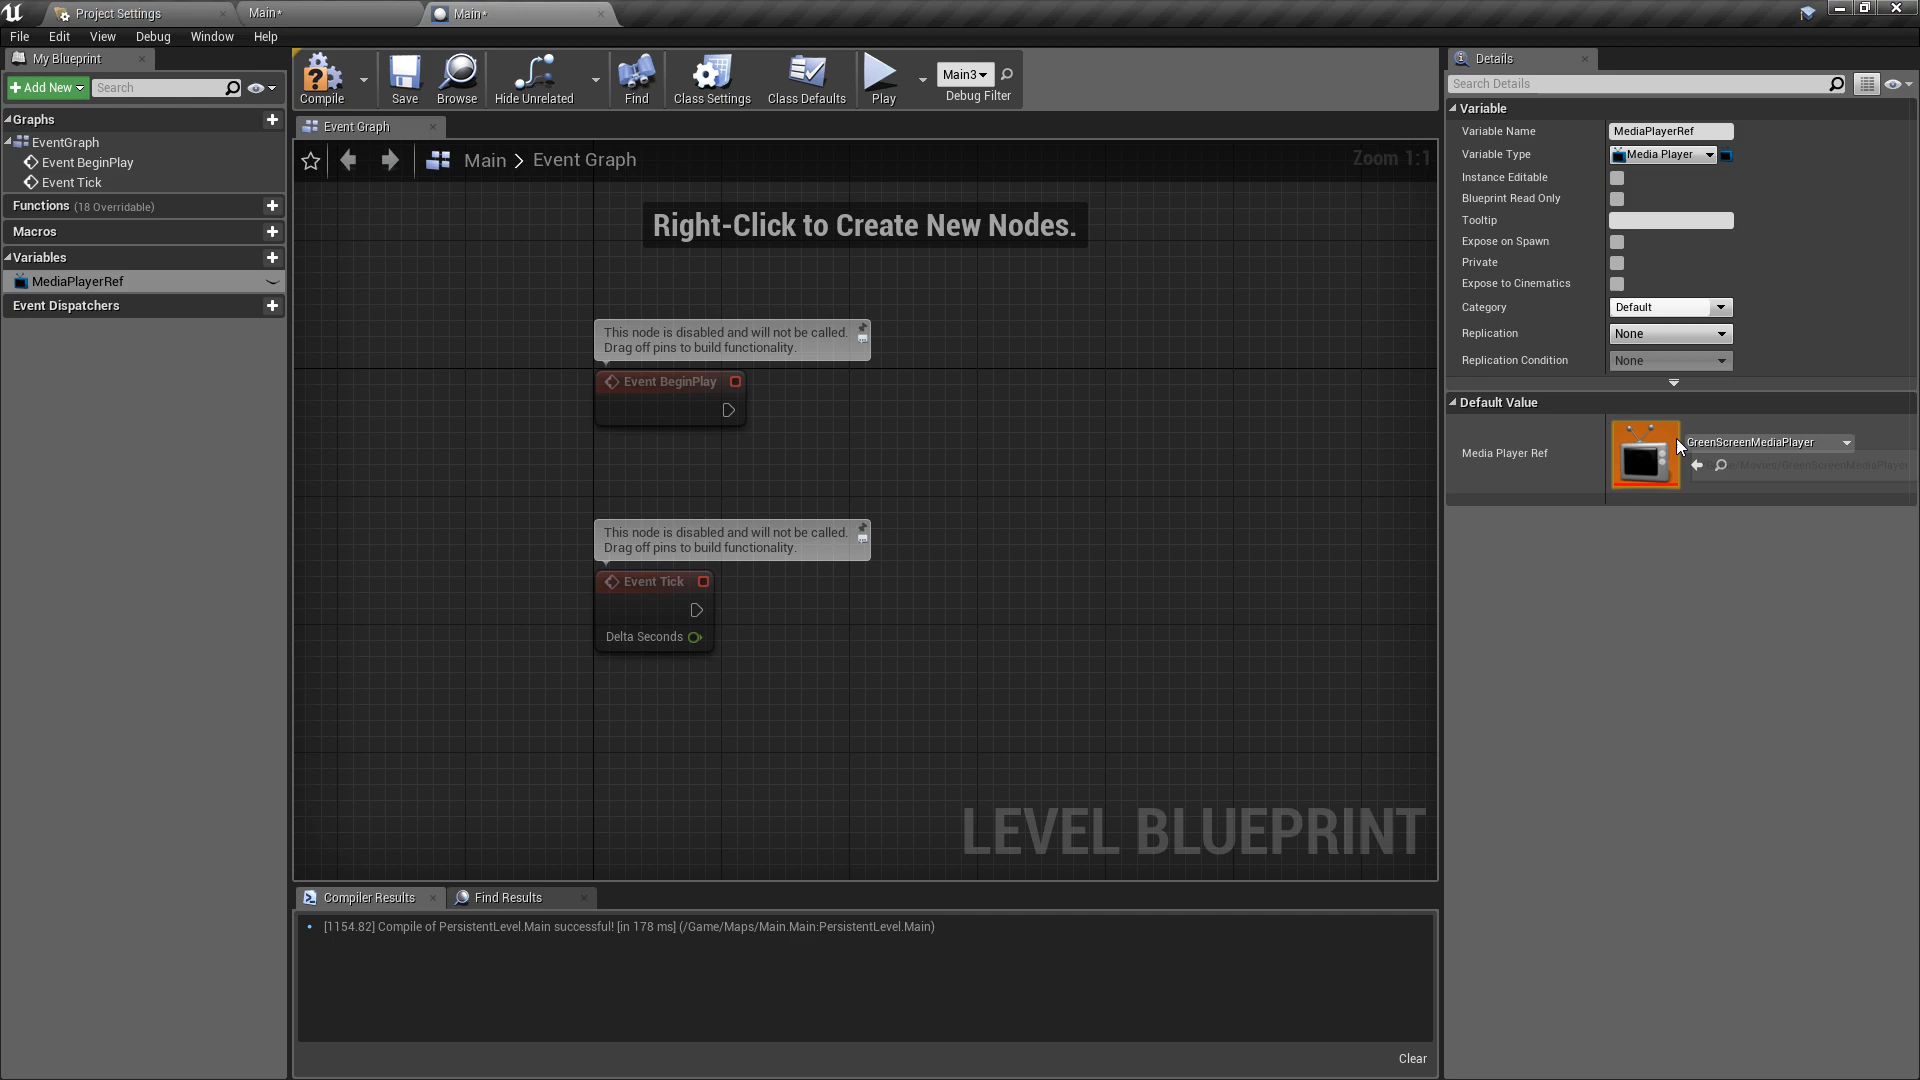 Project Settings
Main*
Main*
File
Edit
View
Debug
Window
Help
My Blueprint
Add New
Search
Graphs
EventGraph
Event BeginPlay
Event Tick
Functions (18 Overridable)
Macros
Variables
MediaPlayerRef
Event Dispatchers
Compile
Save
Browse
Hide Unrelated
Find
Class Settings
Class Defaults
Play
Main3
Debug Filter
Event Graph
Main > Event Graph
Zoom 1:1
Right-Click to Create New Nodes.
This node is disabled and will not be called.
Drag off pins to build functionality.
Event BeginPlay
This node is disabled and will not be called.
Drag off pins to build functionality.
Event Tick
Delta Seconds
LEVEL BLUEPRINT
Compiler Results
Find Results
[1154.82] Compile of PersistentLevel.Main successful! [in 178 ms] (/Game/Maps/Main.Main:PersistentLevel.Main)
Clear
Details
Search Details
Variable
Variable Name
MediaPlayerRef
Variable Type
Media Player
Instance Editable
Blueprint Read Only
Tooltip
Expose on Spawn
Private
Expose to Cinematics
Category
Default
Replication
None
Replication Condition
None
Default Value
Media Player Ref
GreenScreenMediaPlayer
/Movies/GreenScreenMediaPlayer